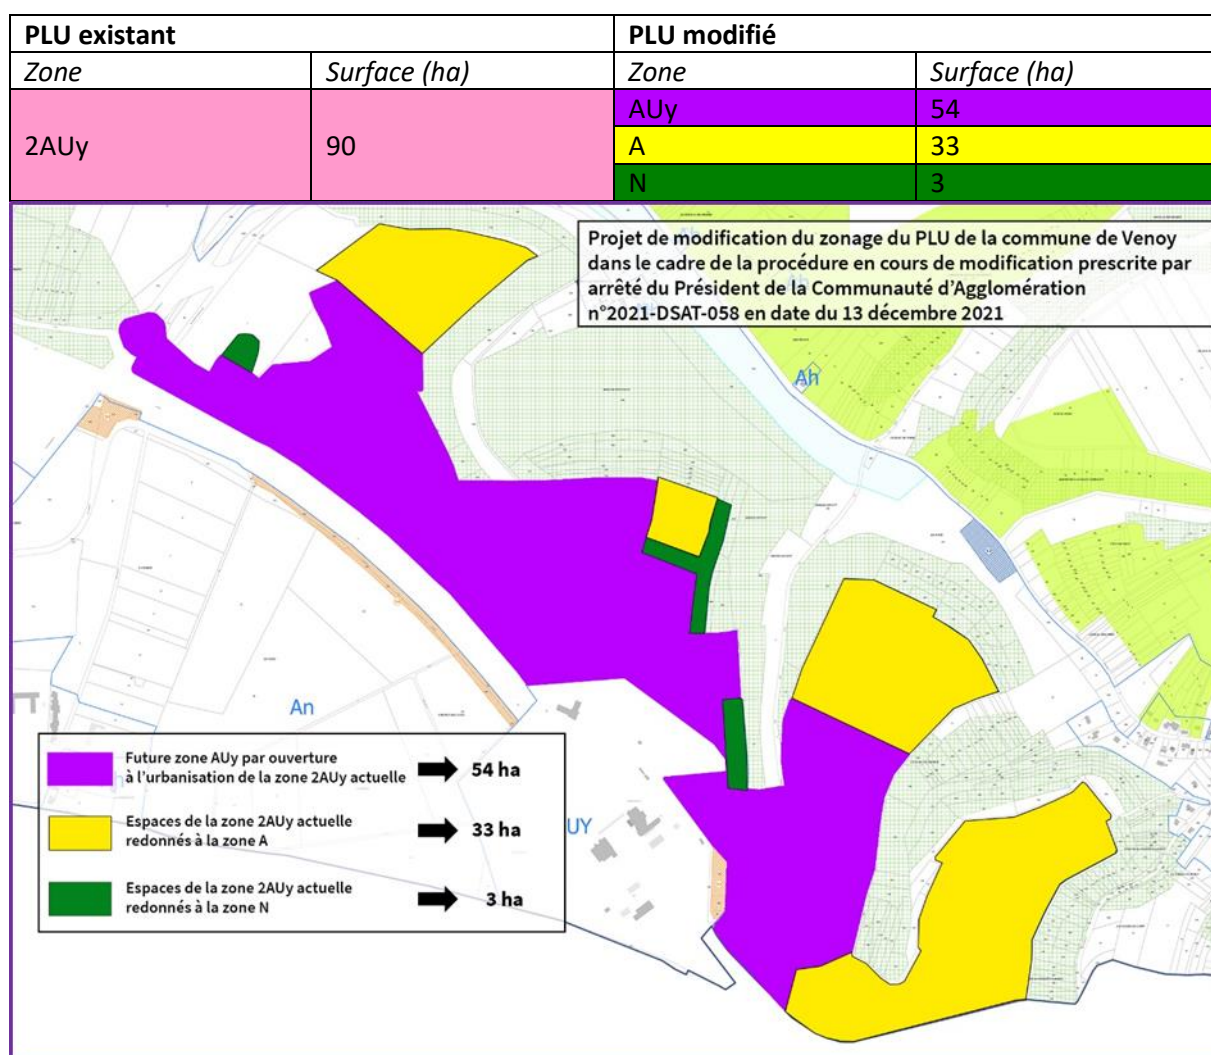 PLU existant
PLU modifié
Zone
Surface (ha)
Zone
Surface (ha)
2AUy
90
AUy
54
A
33
N
3
Projet de modification du zonage du PLU de la commune de Venoy
dans le cadre de la procédure en cours de modification prescrite par
arrêté du Président de la Communauté d'Agglomération
n°2021-DSAT-058 en date du 13 décembre 2021
Ah
An
UY
Future zone AUy par ouverture
à l'urbanisation de la zone 2AUy actuelle
54 ha
Espaces de la zone 2AUy actuelle
redonnés à la zone A
33 ha
Espaces de la zone 2AUy actuelle
redonnés à la zone N
3 ha